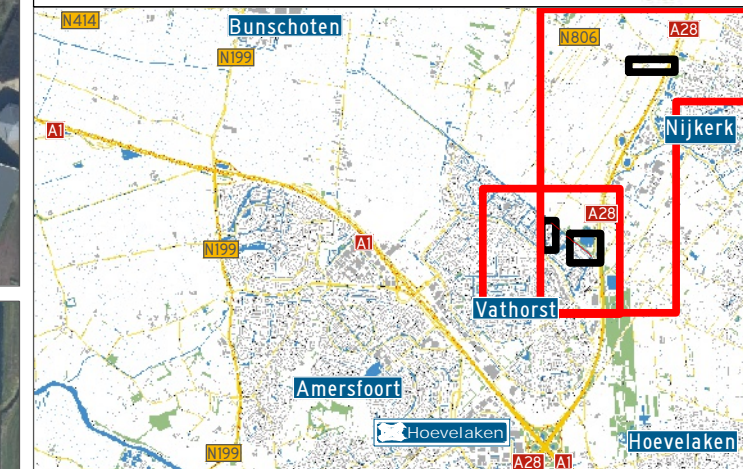 N414
Bunschoten
N806
A28
N199
A1
Nijkerk
A28
N199
A1
Vathorst
Amersfoort
Hoevelaken
Hoevelaken
N199
A28 A1